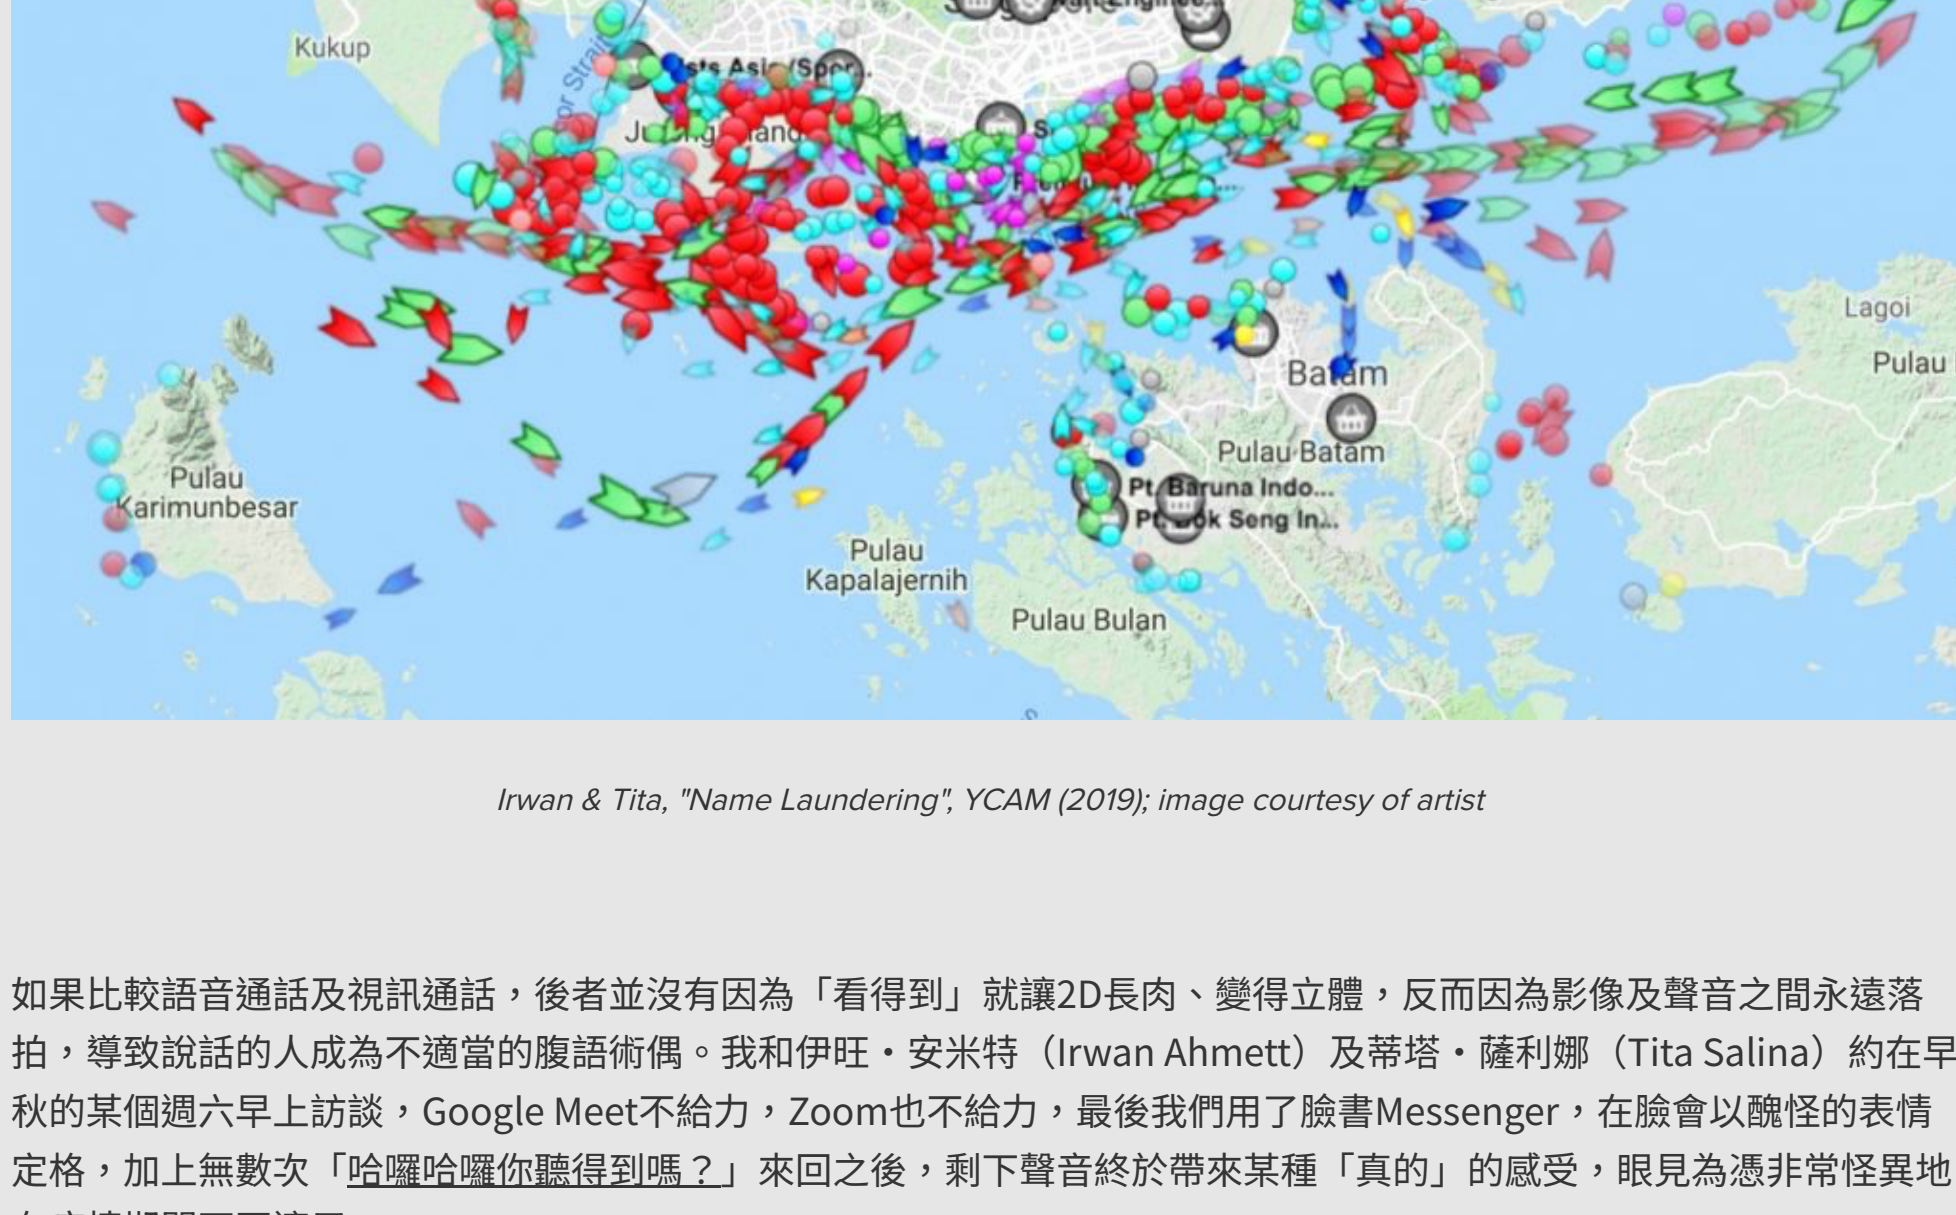 Kukup
Lagoi
Pulau
Batam
Pulau Batam
Pulau
Karimunbesar
Pt. Baruna Indo...
Seng In...
Pulau
Kapalajernih
Pulau Bulan
Irwan & Tita, "Name Laundering", YCAM (2019); image courtesy of artist
如果比較語音通話及視訊通話，後者並沒有因為「看得到」就讓2D長肉、變得立體，反而因為影像及聲音之間永遠落
拍，導致說話的人成為不適當的腹語術偶。我和伊旺・安米特（Irwan Ahmett）及蒂塔・薩利娜（Tita Salina）約在早
秋的某個週六早上訪談，Google Meet不給力，Zoom也不給力，最後我們用了臉書Messenger，在臉會以醜怪的表情
定格，加上無數次「哈囉哈囉你聽得到嗎？」來回之後，剩下聲音終於帶來某種「真的」的感受，眼見為憑非常怪異地